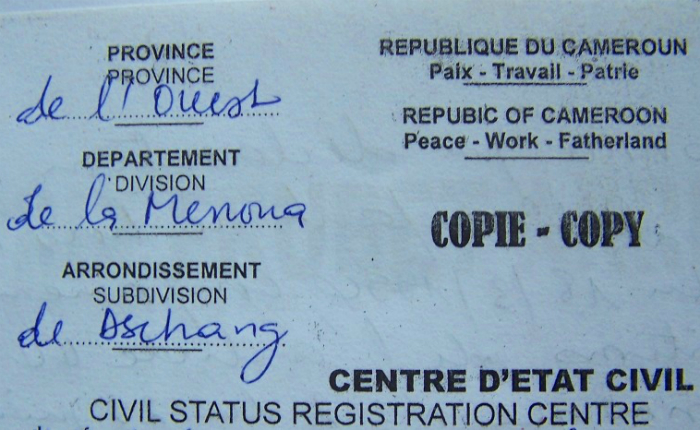 PROVINCE
PROVINCE
de l'Ouest
DEPARTEMENT
DIVISION
de la Menoua
ARRONDISSEMENT
SUBDIVISION
de Dschang
REPUBLIQUE DU CAMEROUN
Paix - Travail - Patrie
REPUBIC OF CAMEROON
Peace - Work - Fatherland
COPIE - COPY
CENTRE D'ETAT CIVIL
CIVIL STATUS REGISTRATION CENTRE